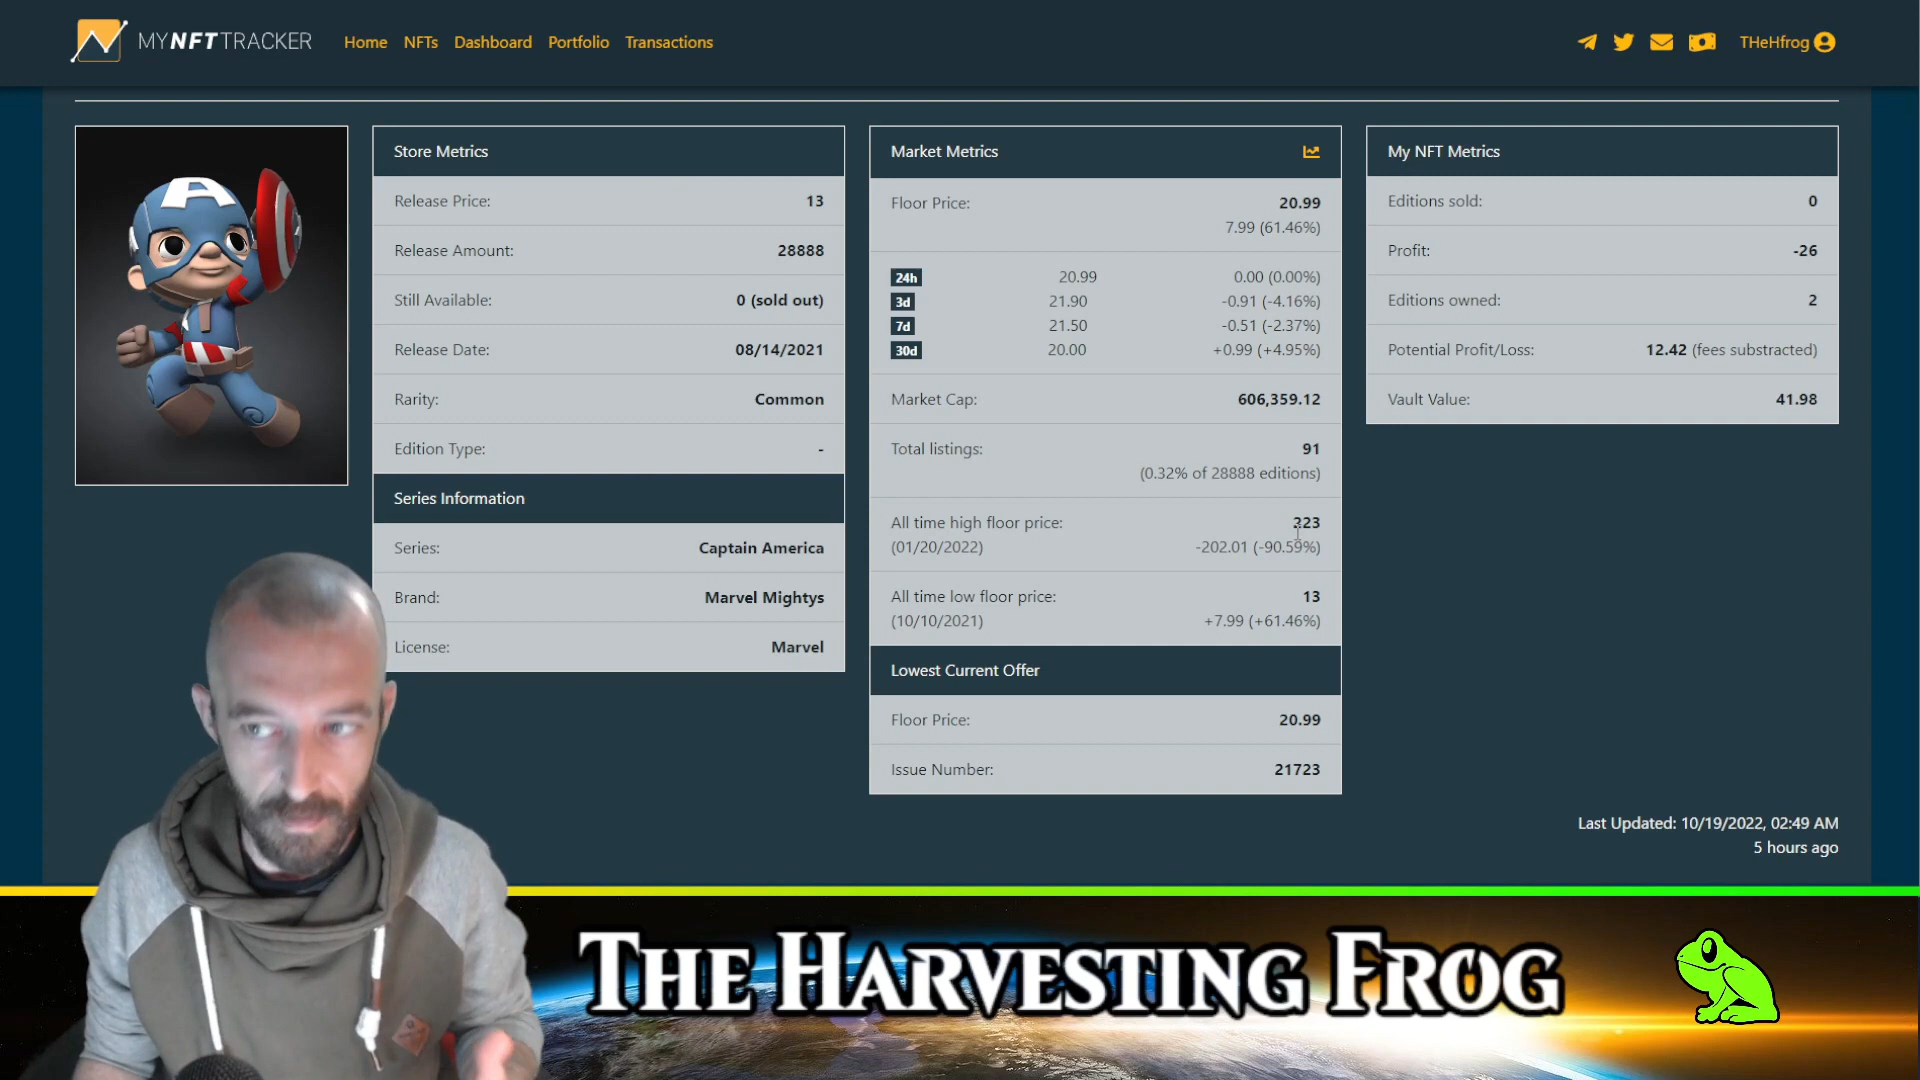 MYNFTTRACKER Home NFTs Dashboard Portfolio Transactions THeHfrog
A
Store Metrics
Release Price: 13
Release Amount: 28888
Still Available: 0 (sold out)
Release Date: 08/14/2021
Rarity: Common
Edition Type: -
Series Information
Series: Captain America
Brand: Marvel Mightys
License: Marvel
Market Metrics
Floor Price: 20.99
7.99 (61.46%)
24h 20.99 0.00 (0.00%)
3d 21.90 -0.91 (-4.16%)
7d 21.50 -0.51 (-2.37%)
30d 20.00 +0.99 (+4.95%)
Market Cap: 606,359.12
Total listings: 91
(0.32% of 28888 editions)
All time high floor price: 223
(01/20/2022) -202.01 (-90.59%)
All time low floor price: 13
(10/10/2021) +7.99 (+61.46%)
Lowest Current Offer
Floor Price: 20.99
Issue Number: 21723
My NFT Metrics
Editions sold: 0
Profit: -26
Editions owned: 2
Potential Profit/Loss: 12.42 (fees substracted)
Vault Value: 41.98
Last Updated: 10/19/2022, 02:49 AM
5 hours ago
THE HARVESTING FROG